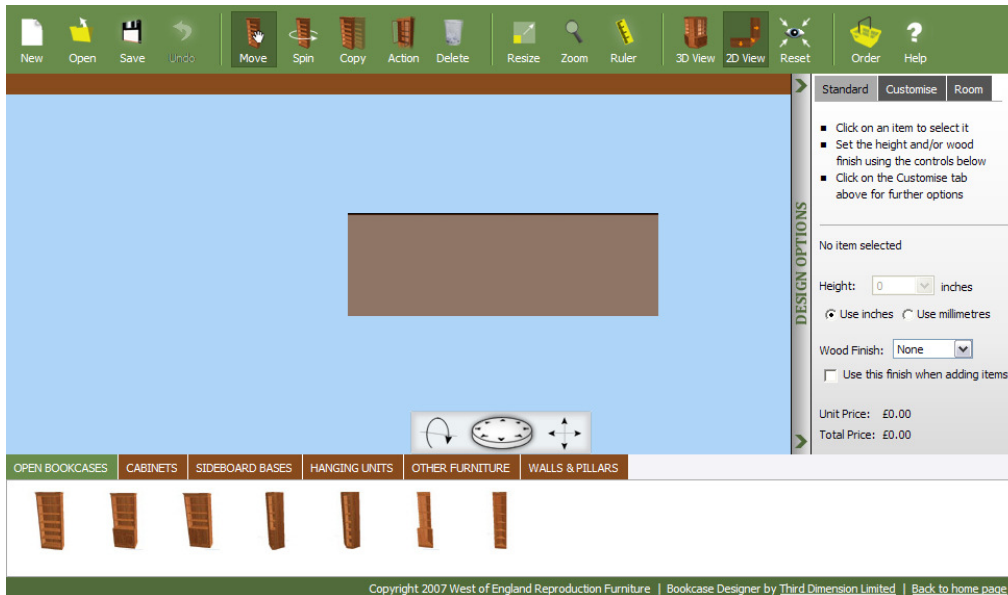 New Open Save Undo Move Spin Copy Action Delete Resize Zoom Ruler 3D View 2D View Reset Order Help
Standard Customise Room
Click on an item to select it
Set the height and/or wood
finish using the controls below
Click on the Customise tab
above for further options
DESIGN OPTIONS
No item selected
Height: 0 inches
Use inches Use millimetres
Wood Finish: None
Use this finish when adding items
Unit Price: £0.00
Total Price: £0.00
OPEN BOOKCASES CABINETS SIDEBOARD BASES HANGING UNITS OTHER FURNITURE WALLS & PILLARS
Copyright 2007 West of England Reproduction Furniture | Bookcase Designer by Third Dimension Limited | Back to home page